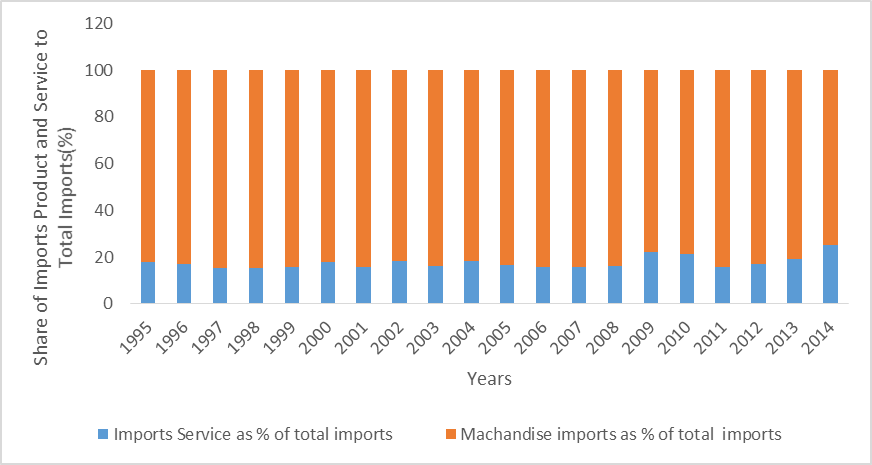 Share of Imports Product and Service to
Total Imports(%)
120
100
80
60
40
20
0
1995 1996 1997 1998 1999 2000 2001 2002 2003 2004 2005 2006 2007 2008 2009 2010 2011 2012 2013 2014
Years
Imports Service as % of total imports Machandise imports as % of total imports